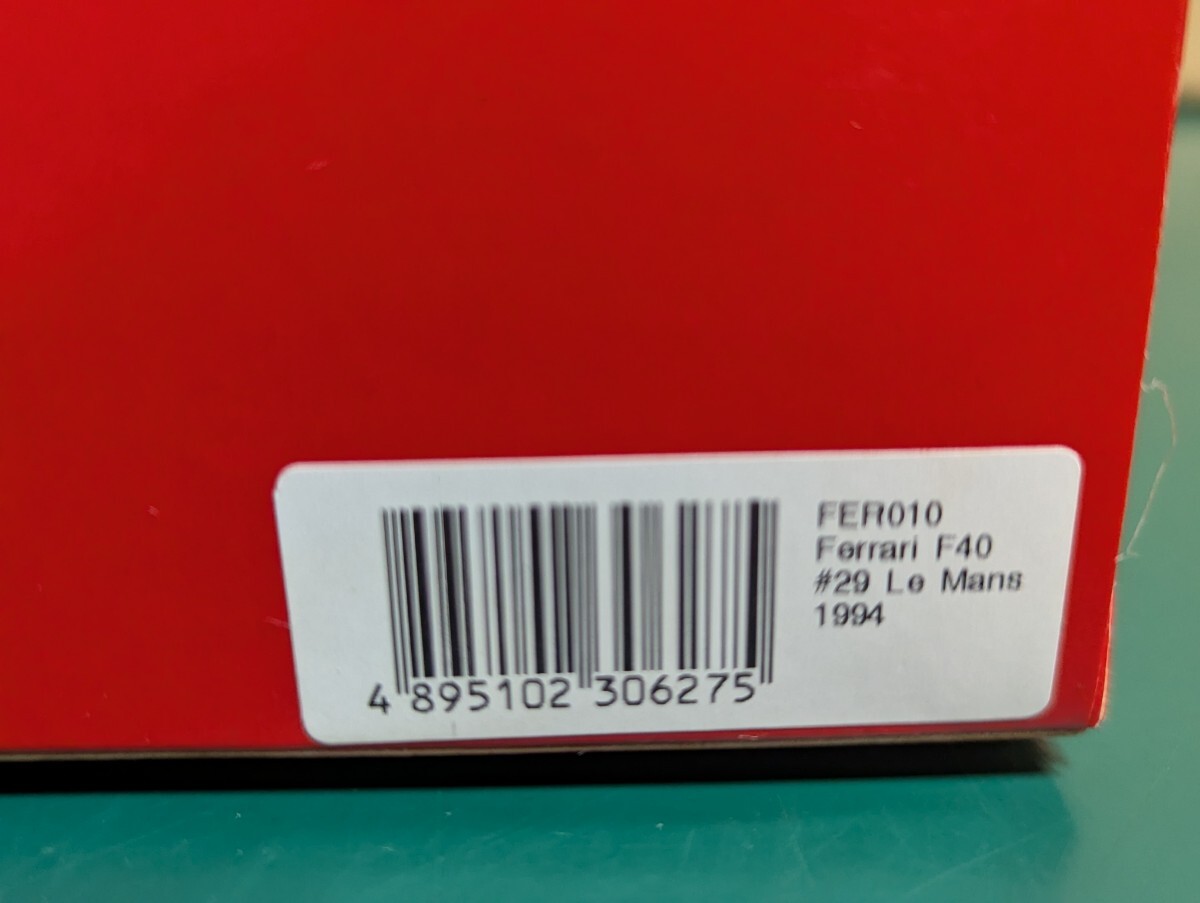 FER010
Ferrari F40
#29 Le Mans
1994
4 895102 306275